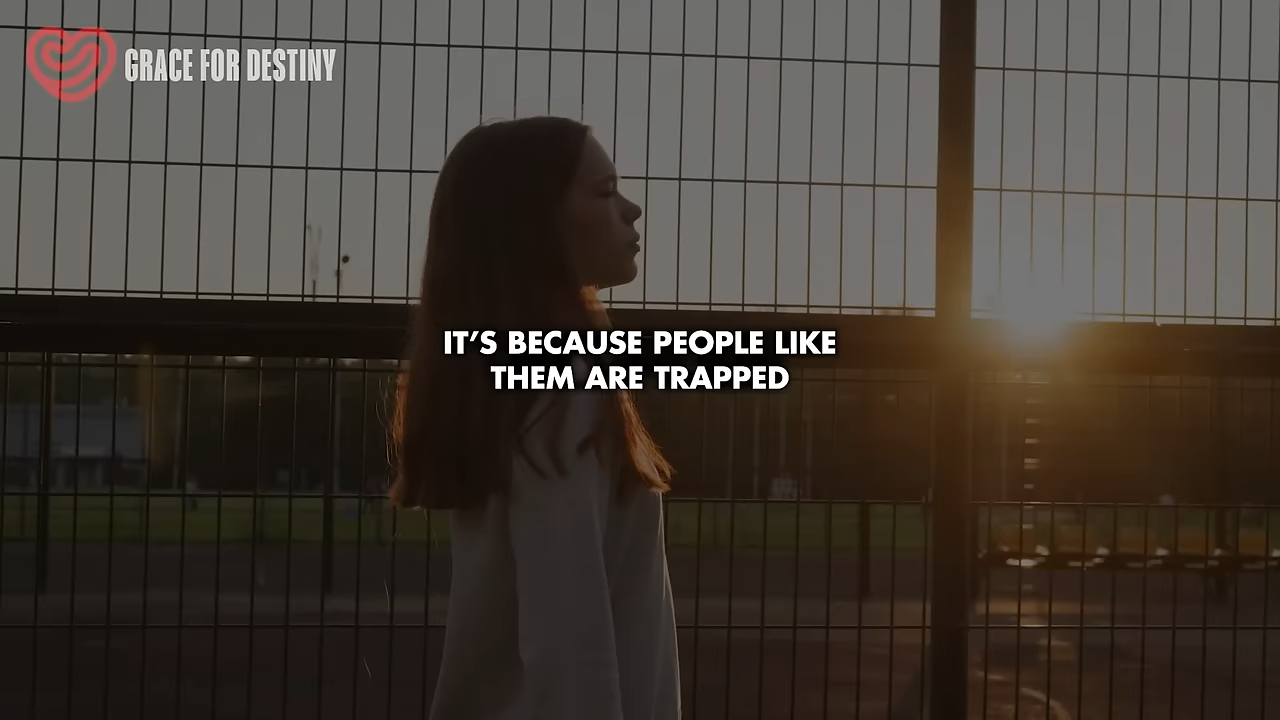 GRACE FOR DESTINY
IT’S BECAUSE PEOPLE LIKE
THEM ARE TRAPPED